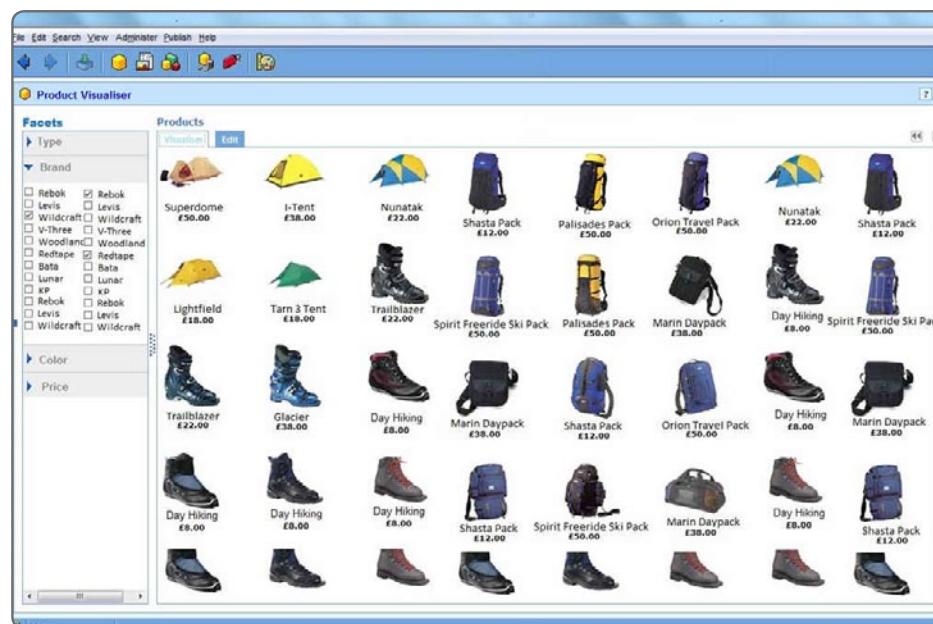 File Edit Search View Administer Publish Help
Product Visualiser
?
Facets
Type
Brand
Rebok Rebok
Levis Levis
Wildcraft Wildcraft
V-Three V-Three
Woodland Woodland
Redtape Redtape
Bata Bata
Lunar Lunar
KP KP
Rebok Rebok
Levis Levis
Wildcraft Wildcraft
Color
Price
Products
Visualiser Edit
Superdome I-Tent Nunatak Shasta Pack Palisades Pack Orion Travel Pack Nunatak Shasta Pack
£50.00 £38.00 £22.00 £12.00 £50.00 £50.00 £22.00 £12.00
Lightfield Tarn 3 Tent Trailblazer Spirit Freeride Ski Pack Palisades Pack Marin Daypack Day Hiking Spirit Freeride Ski Pa
£18.00 £18.00 £22.00 £50.00 £50.00 £38.00 £8.00 £50.00
Trailblazer Glacier Day Hiking Marin Daypack Shasta Pack Orion Travel Pack Day Hiking Marin Daypack
£22.00 £38.00 £8.00 £38.00 £12.00 £50.00 £8.00 £38.00
Day Hiking Day Hiking Day Hiking Shasta Pack Spirit Freeride Ski Pack Marin Daypack Day Hiking Shasta Pack
£8.00 £8.00 £8.00 £12.00 £50.00 £38.00 £8.00 £12.00